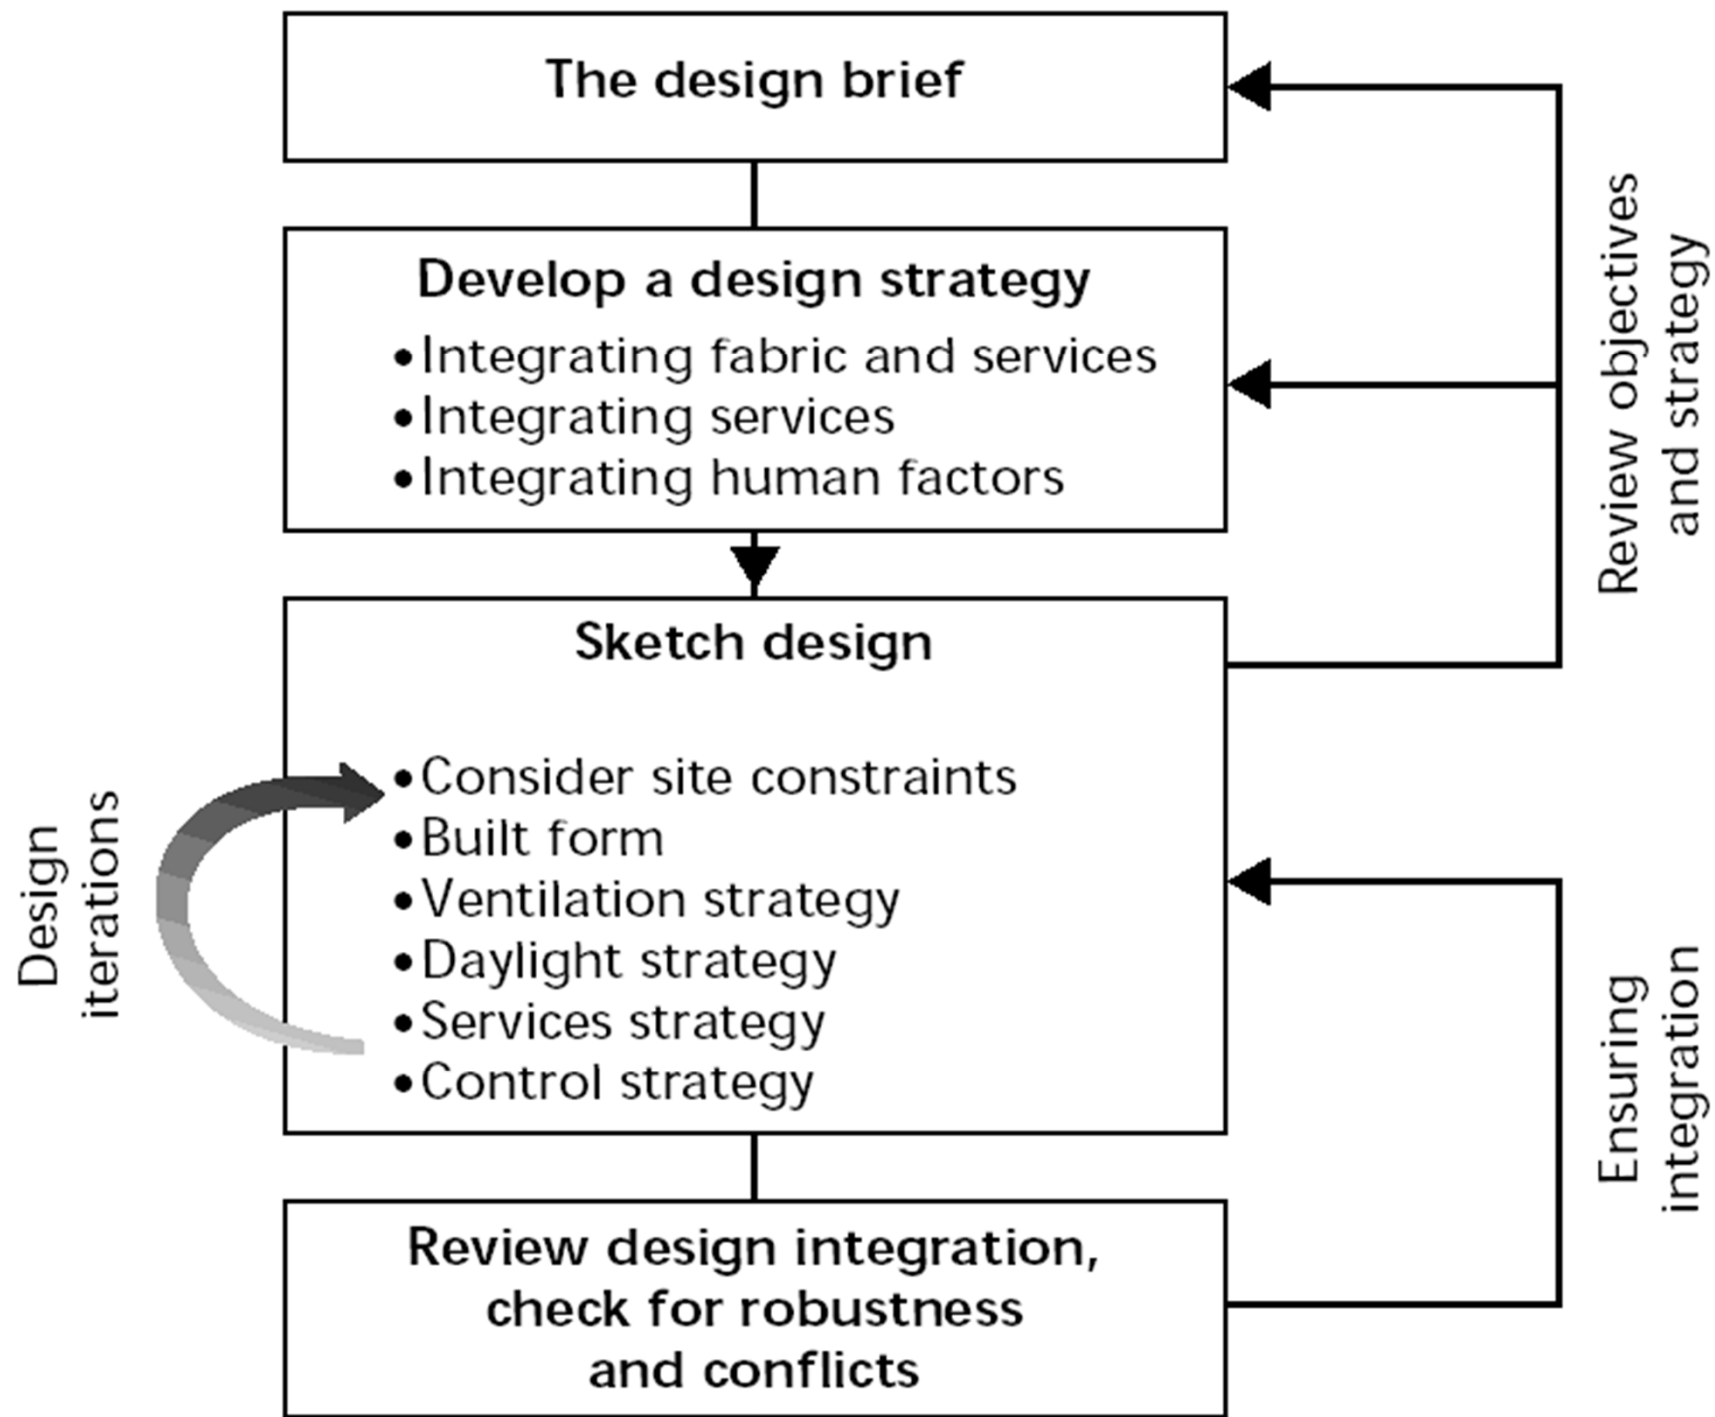 The design brief
Develop a design strategy
•Integrating fabric and services
•Integrating services
•Integrating human factors
Review objectives
and strategy
Sketch design
•Consider site constraints
•Built form
•Ventilation strategy
•Daylight strategy
•Services strategy
•Control strategy
Design
iterations
Ensuring
integration
Review design integration,
check for robustness
and conflicts